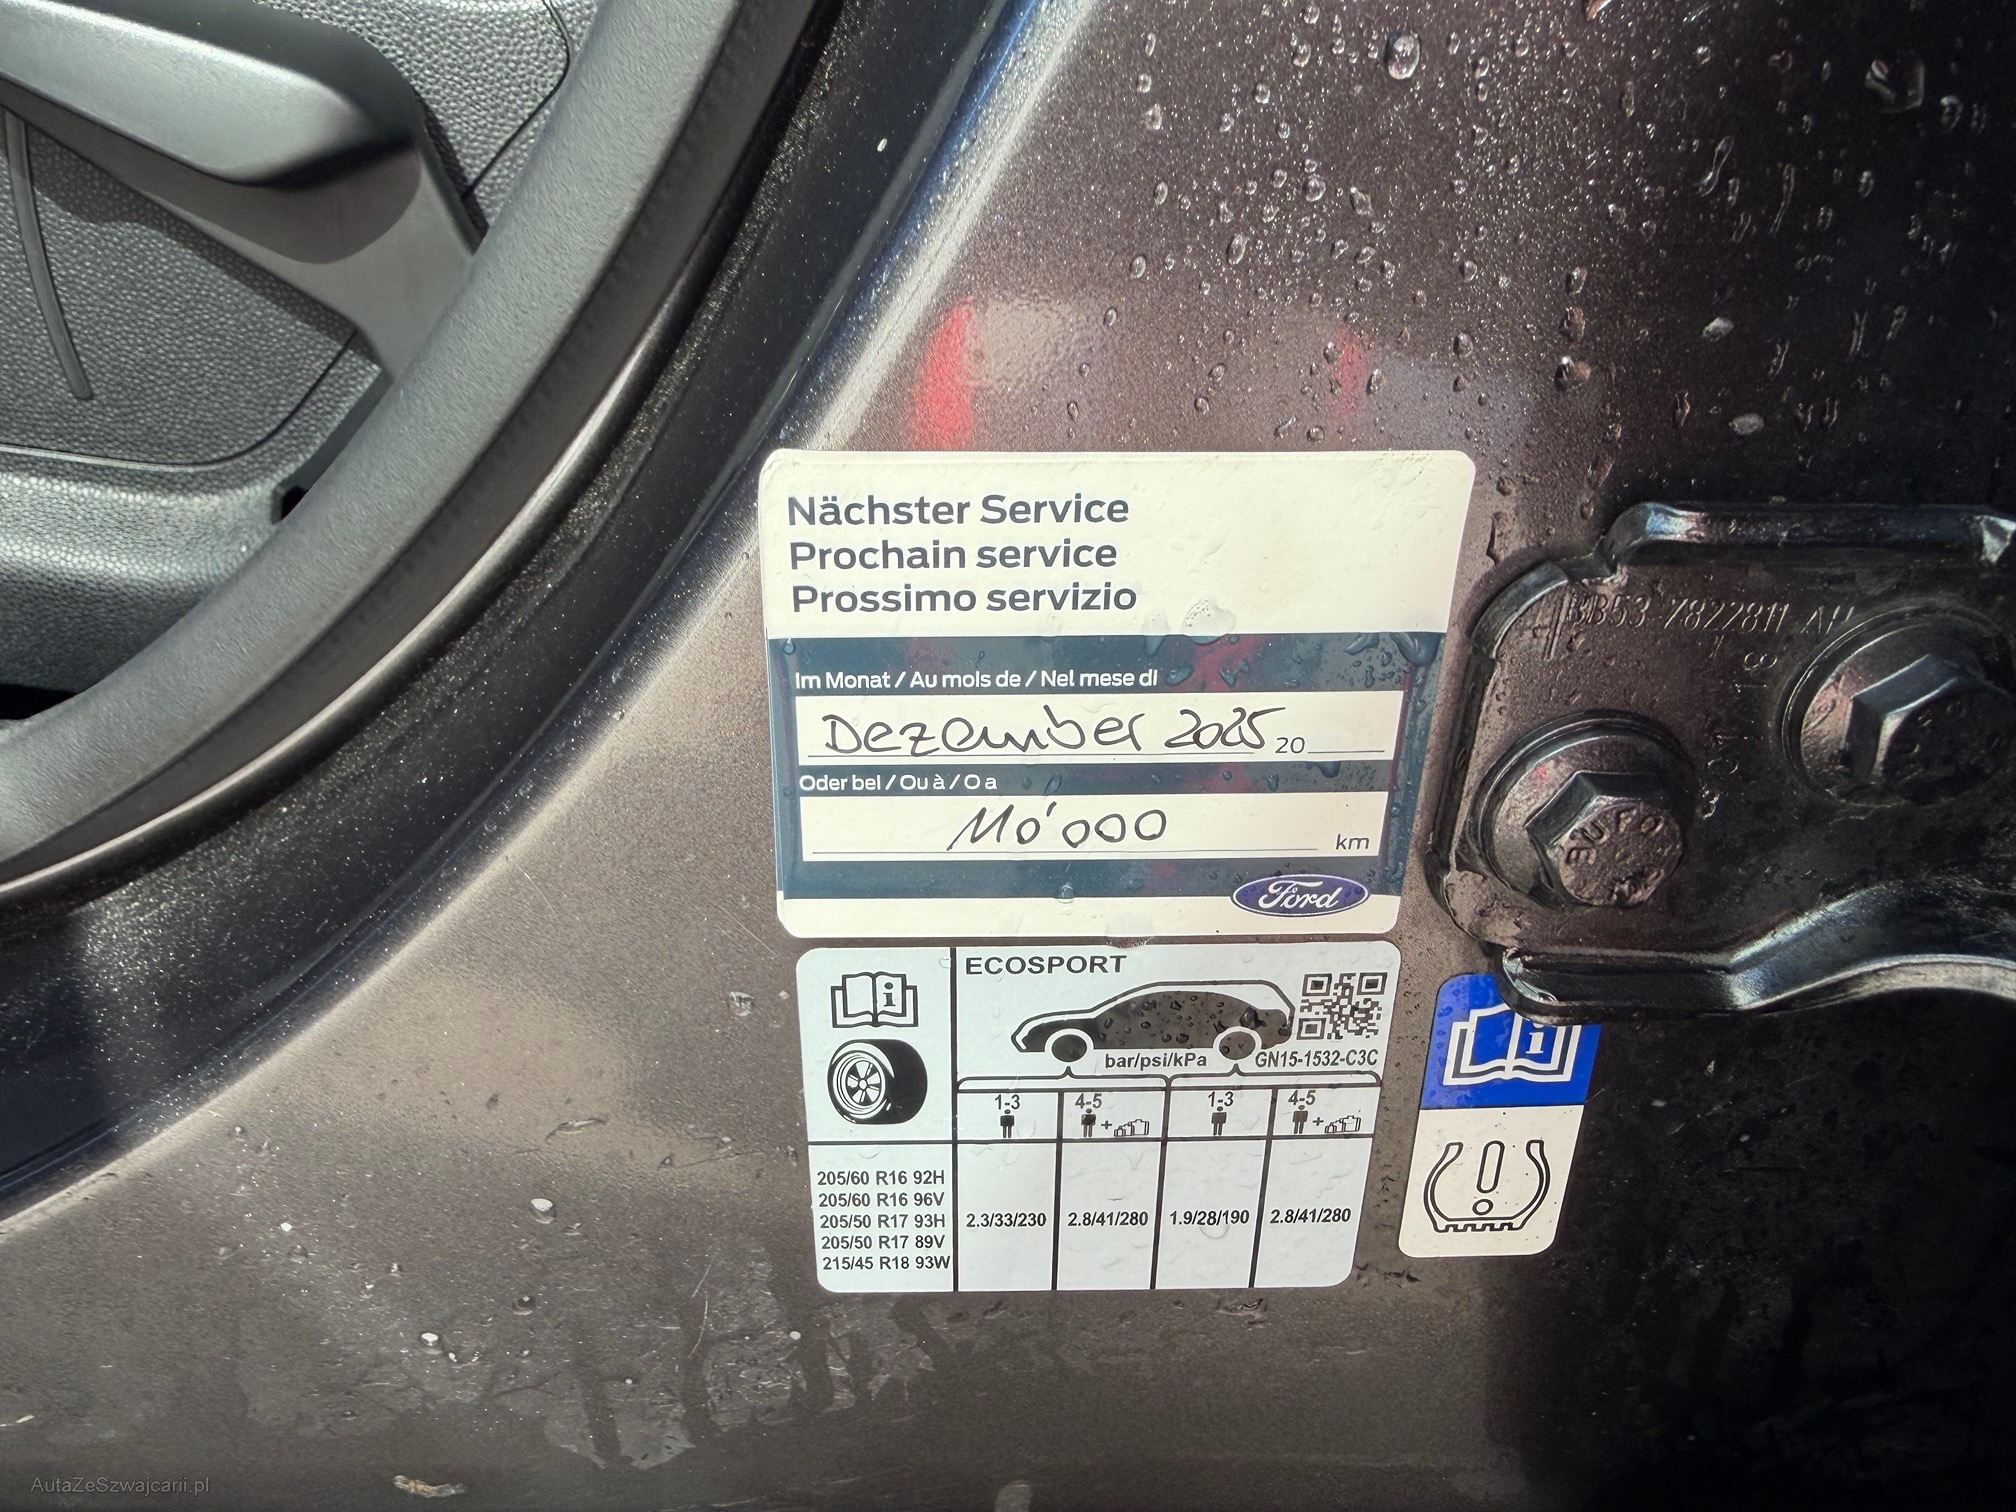 Nächster Service
Prochain service
Prossimo servizio
Im Monat / Au mois de / Nel mese di
Dezember 2025 20
Oder bei / Ou à / O a
110'000 km
Ford
BB53 7822811 AH
ECOSPORT
bar/psi/kPa GN15-1532-C3C
1-3 4-5 1-3 4-5
205/60 R16 92H
205/60 R16 96V
205/50 R17 93H 2.3/33/230 2.8/41/280 1.9/28/190 2.8/41/280
205/50 R17 89V
215/45 R18 93W
AutaZeSzwajcarii.pl